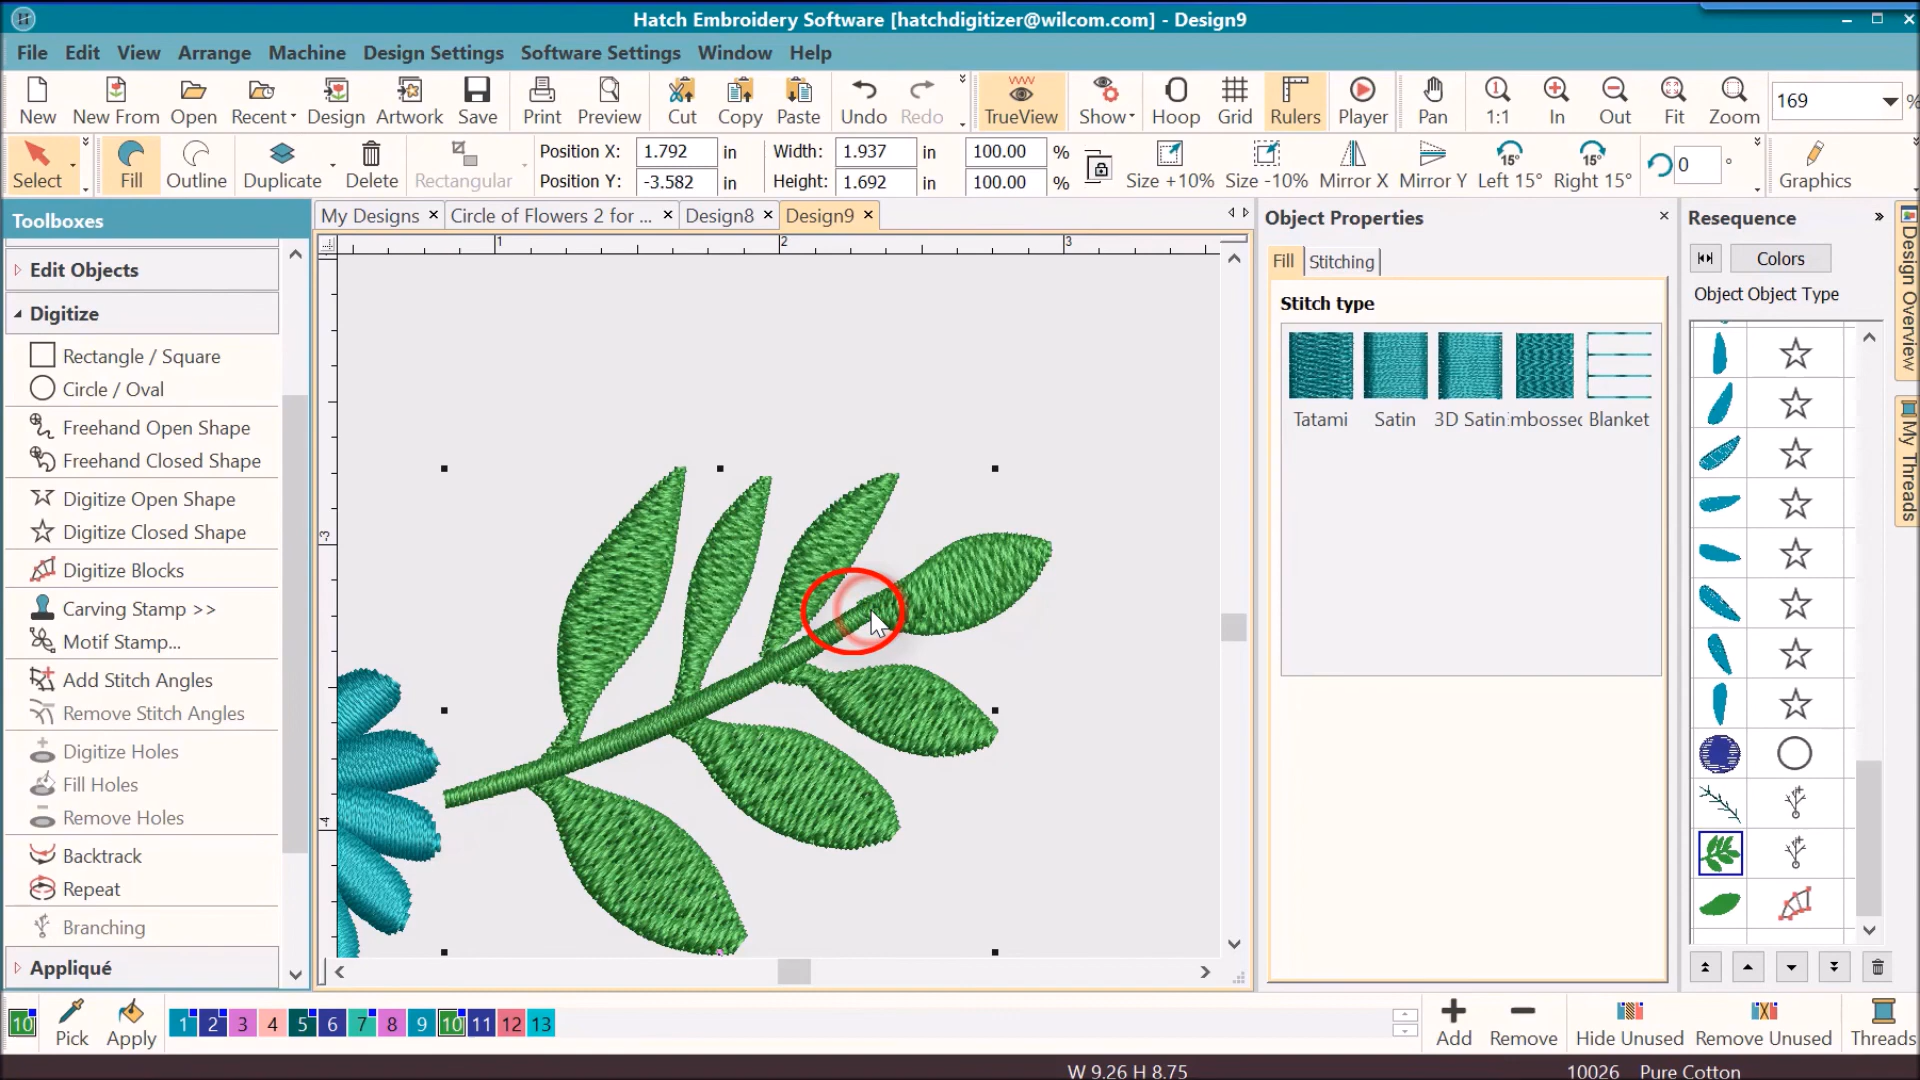 Hatch Embroidery Software [hatchdigitizer@wilcom.com] - Design9
File Edit View Arrange Machine Design Settings Software Settings Window Help
New New From Open Recent Design Artwork Save Print Preview Cut Copy Paste Undo Redo TrueView Show Hoop Grid Rulers Player Pan 1:1 In Out Fit Zoom 169 %
Select Fill Outline Duplicate Delete Rectangular Size +10% Size -10% Mirror X Mirror Y Left 15° Right 15° 0 ° Graphics
Position X: 1.792 in Width: 1.937 in 100.00 %
Position Y: -3.582 in Height: 1.692 in 100.00 %
Toolboxes
My Designs × Circle of Flowers 2 for ... × Design8 × Design9 ×
Edit Objects
Digitize
Rectangle / Square
Circle / Oval
Freehand Open Shape
Freehand Closed Shape
Digitize Open Shape
Digitize Closed Shape
Digitize Blocks
Carving Stamp >>
Motif Stamp...
Add Stitch Angles
Remove Stitch Angles
Digitize Holes
Fill Holes
Remove Holes
Backtrack
Repeat
Branching
Appliqué
1 2 3
-3
-4
Object Properties
Fill Stitching
Stitch type
Tatami Satin 3D Satin mbossed Blanket
Resequence
Colors
Object Object Type
Design Overview
My Threads
10 Pick Apply 1 2 3 4 5 6 7 8 9 10 11 12 13
Add Remove Hide Unused Remove Unused Threads
W 9.26 H 8.75 10026 Pure Cotton